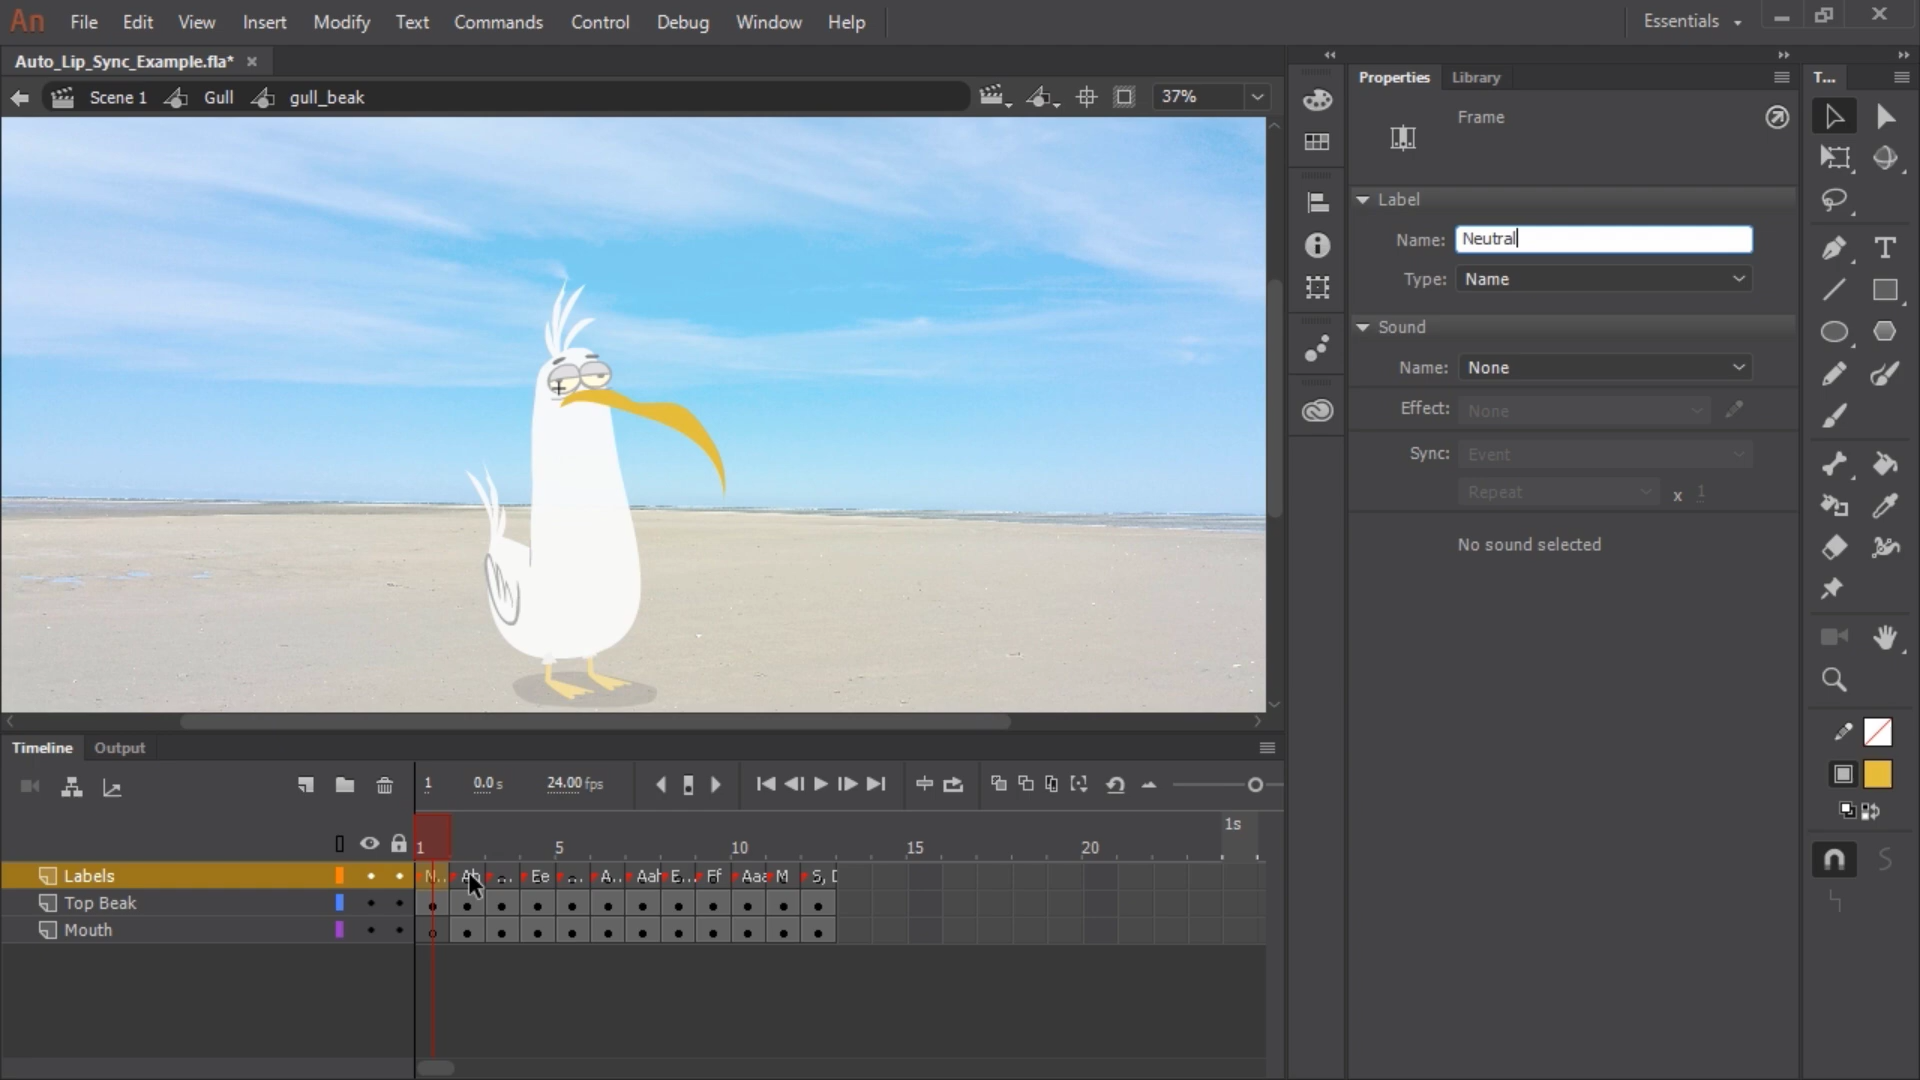 An File Edit View Insert Modify Text Commands Control Debug Window Help Essentials
Auto_Lip_Sync_Example.fla*
Scene 1 Gull gull_beak 37%
Properties Library T...
Frame
Label
Name: Neutral
Type: Name
Sound
Name: None
Effect: None
Sync: Event
Repeat x 1
No sound selected
Timeline Output
1 0.0 s 24.00 fps
1s
1 5 10 15 20
Labels N.. Ah ... Ee ... A.. Aah E... Ff Aaa M S, D
Top Beak
Mouth